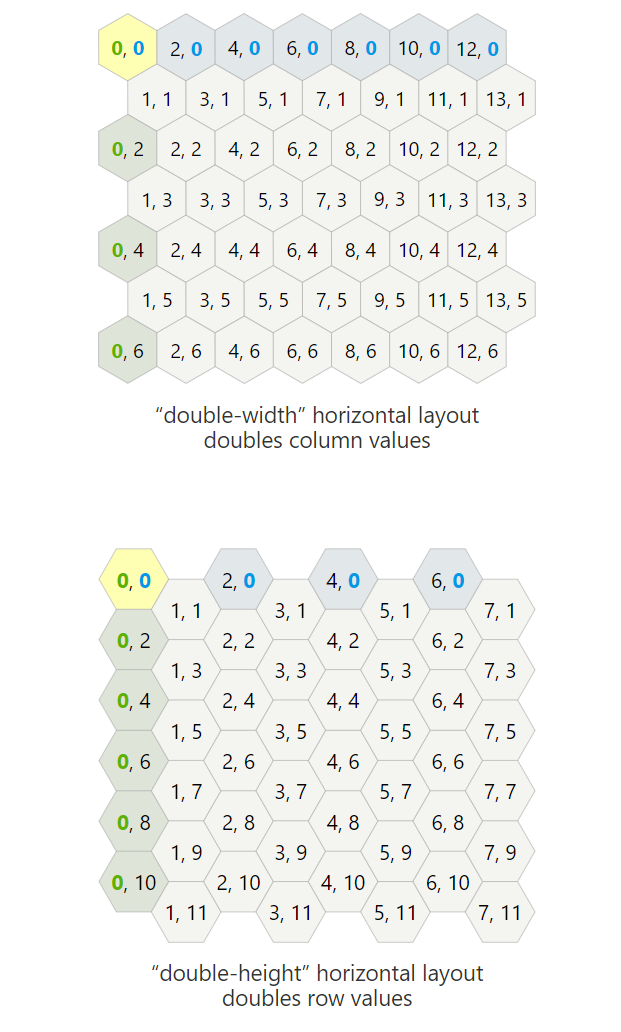 0, 0 2, 0 4, 0 6, 0 8, 0 10, 0 12, 0
1, 1 3, 1 5, 1 7, 1 9, 1 11, 1 13, 1
0, 2 2, 2 4, 2 6, 2 8, 2 10, 2 12, 2
1, 3 3, 3 5, 3 7, 3 9, 3 11, 3 13, 3
0, 4 2, 4 4, 4 6, 4 8, 4 10, 4 12, 4
1, 5 3, 5 5, 5 7, 5 9, 5 11, 5 13, 5
0, 6 2, 6 4, 6 6, 6 8, 6 10, 6 12, 6
“double-width” horizontal layout
doubles column values
0, 0 2, 0 4, 0 6, 0
1, 1 3, 1 5, 1 7, 1
0, 2 2, 2 4, 2 6, 2
1, 3 3, 3 5, 3 7, 3
0, 4 2, 4 4, 4 6, 4
1, 5 3, 5 5, 5 7, 5
0, 6 2, 6 4, 6 6, 6
1, 7 3, 7 5, 7 7, 7
0, 8 2, 8 4, 8 6, 8
1, 9 3, 9 5, 9 7, 9
0, 10 2, 10 4, 10 6, 10
1, 11 3, 11 5, 11 7, 11
“double-height” horizontal layout
doubles row values